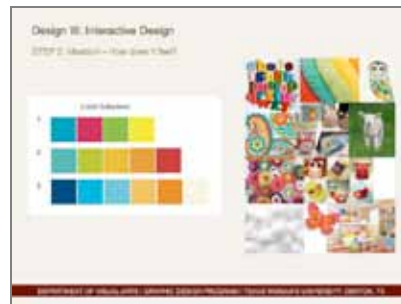 Design III: Interactive Design
STEP 2: Ideation – How does it feel?
Color Swatches
1
2
3
DEPARTMENT OF VISUAL ARTS | GRAPHIC DESIGN PROGRAM | TEXAS WOMAN'S UNIVERSITY, DENTON, TX